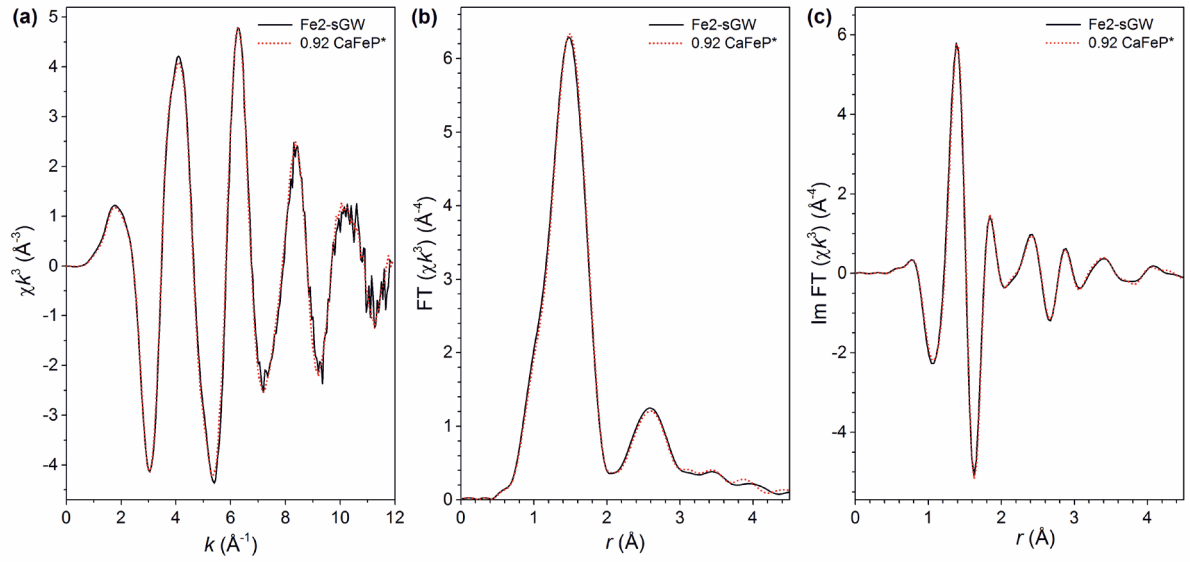 (a)
Fe2-sGW
0.92 CaFeP*
χk³ (Å⁻³)
5
4
3
2
1
0
-1
-2
-3
-4
0 2 4 6 8 10 12
k (Å⁻¹)
(b)
Fe2-sGW
0.92 CaFeP*
FT (χk³) (Å⁻⁴)
6
5
4
3
2
1
0
0 1 2 3 4
r (Å)
(c)
Fe2-sGW
0.92 CaFeP*
Im FT (χk³) (Å⁻⁴)
6
4
2
0
-2
-4
0 1 2 3 4
r (Å)